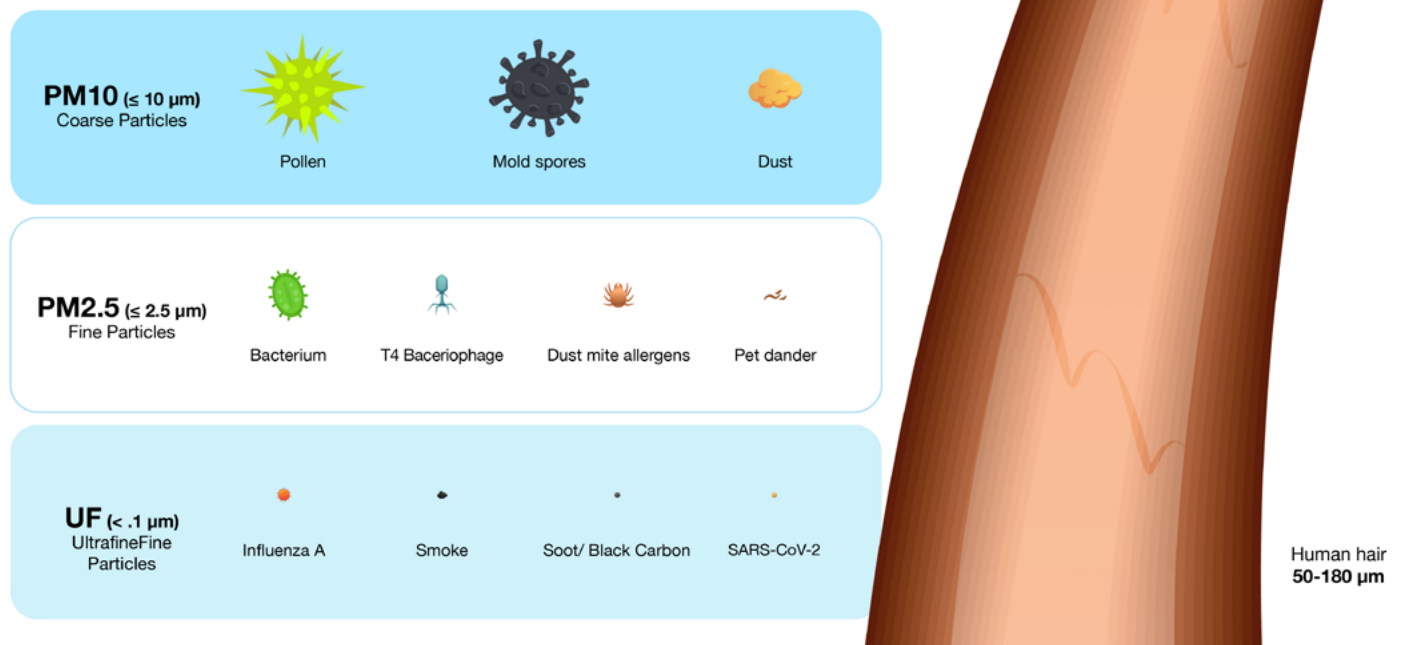 PM10 (≤ 10 µm)
Coarse Particles
Pollen
Mold spores
Dust
PM2.5 (≤ 2.5 µm)
Fine Particles
Bacterium
T4 Baceriophage
Dust mite allergens
Pet dander
UF (< .1 µm)
UltrafineFine
Particles
Influenza A
Smoke
Soot/ Black Carbon
SARS-CoV-2
Human hair
50-180 µm